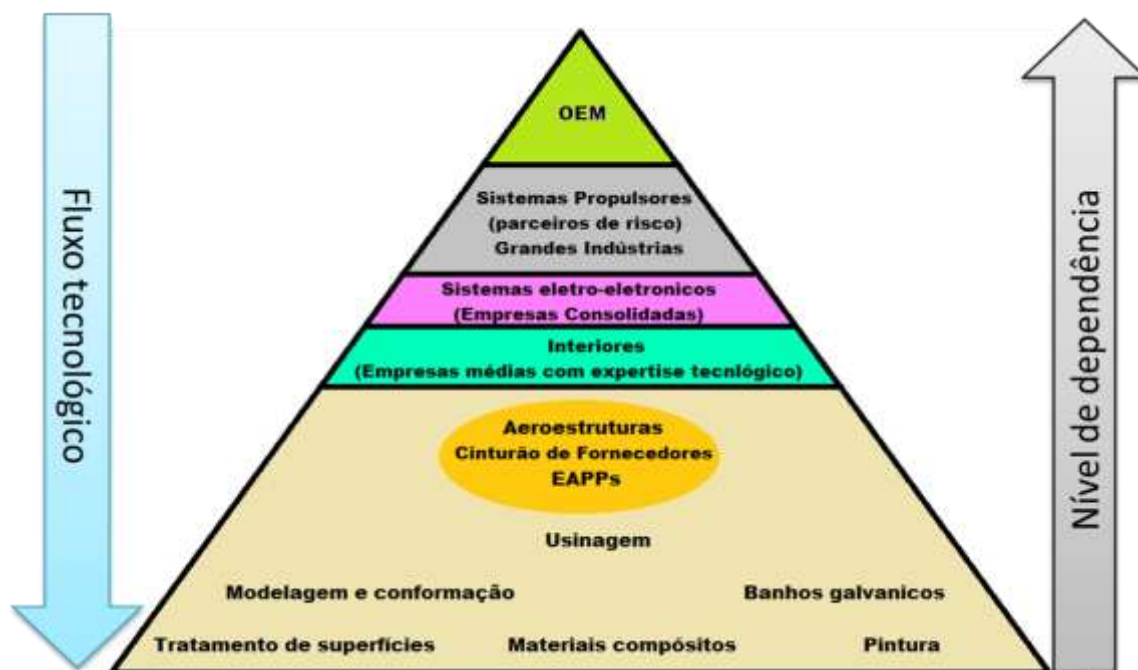 Fluxo tecnológico
OEM
Sistemas Propulsores
(parceiros de risco)
Grandes Indústrias
Sistemas eletro-eletronicos
(Empresas Consolidadas)
Interiores
(Empresas médias com expertise tecnlógico)
Aeroestruturas
Cinturão de Fornecedores
EAPPs
Usinagem
Modelagem e conformação
Banhos galvanicos
Tratamento de superfícies
Materiais compósitos
Pintura
Nível de dependência